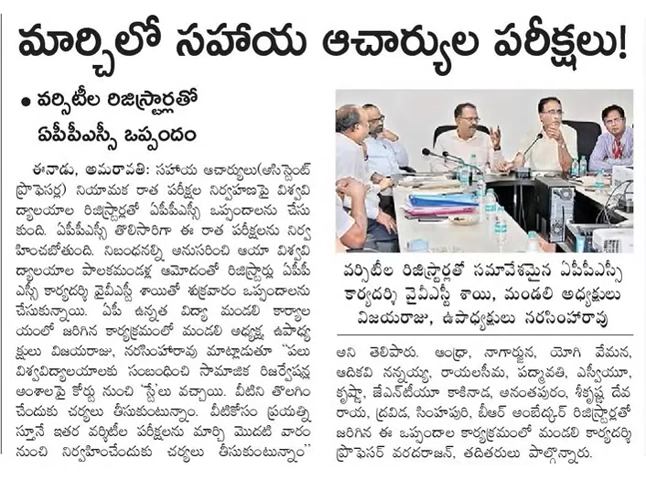 మార్చిలో సహాయ ఆచార్యుల పరీక్షలు!
• వర్సిటీల రిజిస్ట్రార్లతో
ఏపీపీఎస్సీ ఒప్పందం
ఈనాడు, అమరావతి: సహాయ ఆచార్యులు(ఆసిస్టెంట్
ప్రొఫెసర్ల) నియామక రాత పరీక్షల నిర్వహణపై విశ్వవి
ద్యాలయాల రిజిస్ట్రార్లతో ఏపీపీఎస్సీ ఒప్పందాలను చేసు
కుంది. ఏపీపీఎస్సీ తొలిసారిగా ఈ రాత పరీక్షలను నిర్వ
హించబోతుంది. నిబంధనల్ని అనుసరించి ఆయా విశ్వవి
ద్యాలయాల పాలకమండళ్ల ఆమోదంతో రిజిస్ట్రార్లు ఏపీపీ
ఎస్సీ కార్యదర్శి వైవీఎస్టీ శాయితో శుక్రవారం ఒప్పందాలను
చేసుకున్నాయి. ఏపీ ఉన్నత విద్యా మండలి కార్యాల
యంలో జరిగిన కార్యక్రమంలో మండలి అధ్యక్ష, ఉపాధ్య
క్షులు విజయరాజు, నరసింహారావు మాట్లాడుతూ "పలు
విశ్వవిద్యాలయాలకు సంబంధించి సామాజిక రిజర్వేషన్ల
అంశాలపై కోర్టు నుంచి 'స్టే'లు వచ్చాయి. వీటిని తొలగిం
చేందుకు చర్యలు తీసుకుంటున్నాం. వీటికోసం ప్రయత్ని
స్తూనే ఇతర వర్శిటీల పరీక్షలను మార్చి మొదటి వారం
నుంచి నిర్వహించేందుకు చర్యలు తీసుకుంటున్నాం"
వర్సిటీల రిజిస్ట్రార్లతో సమావేశమైన ఏపీపీఎస్సీ
కార్యదర్శి వైవీఎస్టీ శాయి, మండలి అధ్యక్షులు
విజయరాజు, ఉపాధ్యక్షులు నరసింహారావు
అని తెలిపారు. ఆంధ్రా, నాగార్జున, యోగి వేమన,
ఆదికవి నన్నయ్య, రాయలసీమ, పద్మావతి, ఎస్వీయూ,
కృష్ణా, జేఎన్‌టీయూ కాకినాడ, అనంతపురం, శ్రీకృష్ణ దేవ
రాయ, ద్రవిడ, సింహపురి, బీఆర్ అంబేద్కర్ రిజిస్ట్రార్లతో
జరిగిన ఈ ఒప్పందాల కార్యక్రమంలో మండలి కార్యదర్శి
ప్రొఫెసర్ వరదరాజన్, తదితరులు పాల్గొన్నారు.